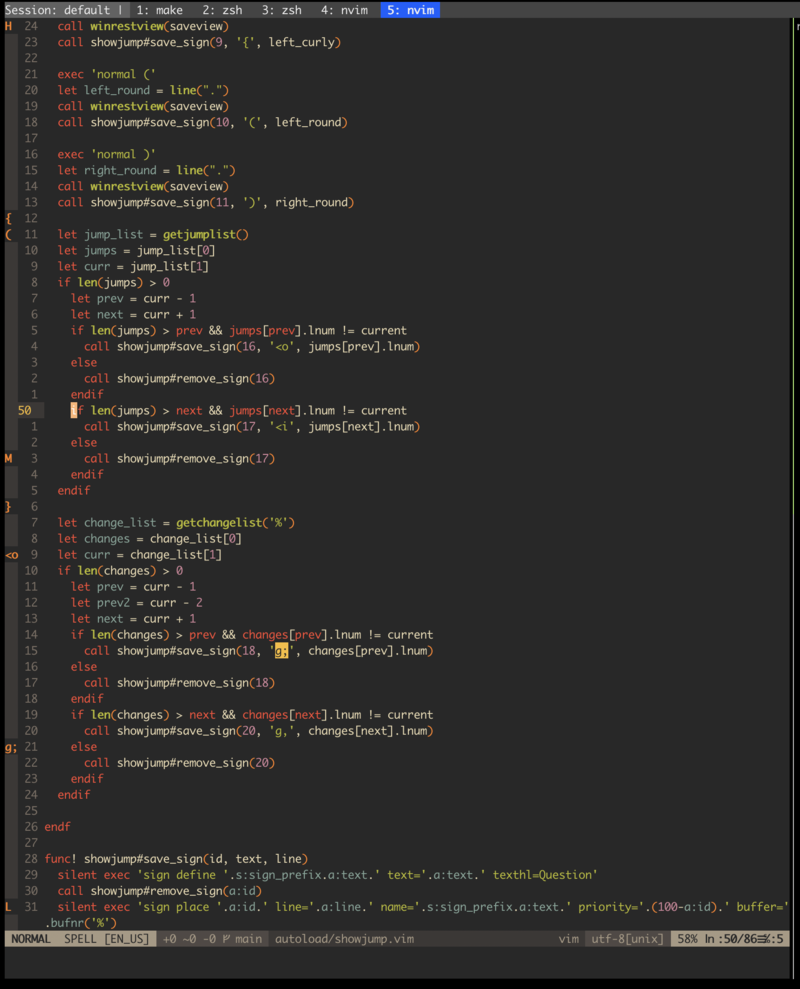 Session: default | 1: make 2: zsh 3: zsh 4: nvim 5: nvim
H 24 call winrestview(saveview)
23 call showjump#save_sign(9, '{', left_curly)
22
21 exec 'normal ('
20 let left_round = line(".")
19 call winrestview(saveview)
18 call showjump#save_sign(10, '(', left_round)
17
16 exec 'normal )'
15 let right_round = line(".")
14 call winrestview(saveview)
13 call showjump#save_sign(11, ')', right_round)
{ 12
( 11 let jump_list = getjumplist()
10 let jumps = jump_list[0]
9 let curr = jump_list[1]
8 if len(jumps) > 0
7 let prev = curr - 1
6 let next = curr + 1
5 if len(jumps) > prev && jumps[prev].lnum != current
4 call showjump#save_sign(16, '<o', jumps[prev].lnum)
3 else
2 call showjump#remove_sign(16)
1 endif
50 if len(jumps) > next && jumps[next].lnum != current
1 call showjump#save_sign(17, '<i', jumps[next].lnum)
2 else
M 3 call showjump#remove_sign(17)
4 endif
5 endif
} 6
7 let change_list = getchangelist('%')
8 let changes = change_list[0]
<o 9 let curr = change_list[1]
10 if len(changes) > 0
11 let prev = curr - 1
12 let prev2 = curr - 2
13 let next = curr + 1
14 if len(changes) > prev && changes[prev].lnum != current
15 call showjump#save_sign(18, 'g;', changes[prev].lnum)
16 else
17 call showjump#remove_sign(18)
18 endif
19 if len(changes) > next && changes[next].lnum != current
20 call showjump#save_sign(20, 'g,', changes[next].lnum)
g; 21 else
22 call showjump#remove_sign(20)
23 endif
24 endif
25
26 endf
27
28 func! showjump#save_sign(id, text, line)
29 silent exec 'sign define '.s:sign_prefix.a:text.' text='.a:text.' texthl=Question'
30 call showjump#remove_sign(a:id)
L 31 silent exec 'sign place '.a:id.' line='.a:line.' name='.s:sign_prefix.a:text.' priority='.(100-a:id).' buffer='
.bufnr('%')
NORMAL SPELL [EN_US] +0 ~0 -0 main autoload/showjump.vim vim utf-8[unix] 58% ln :50/86≡%:5